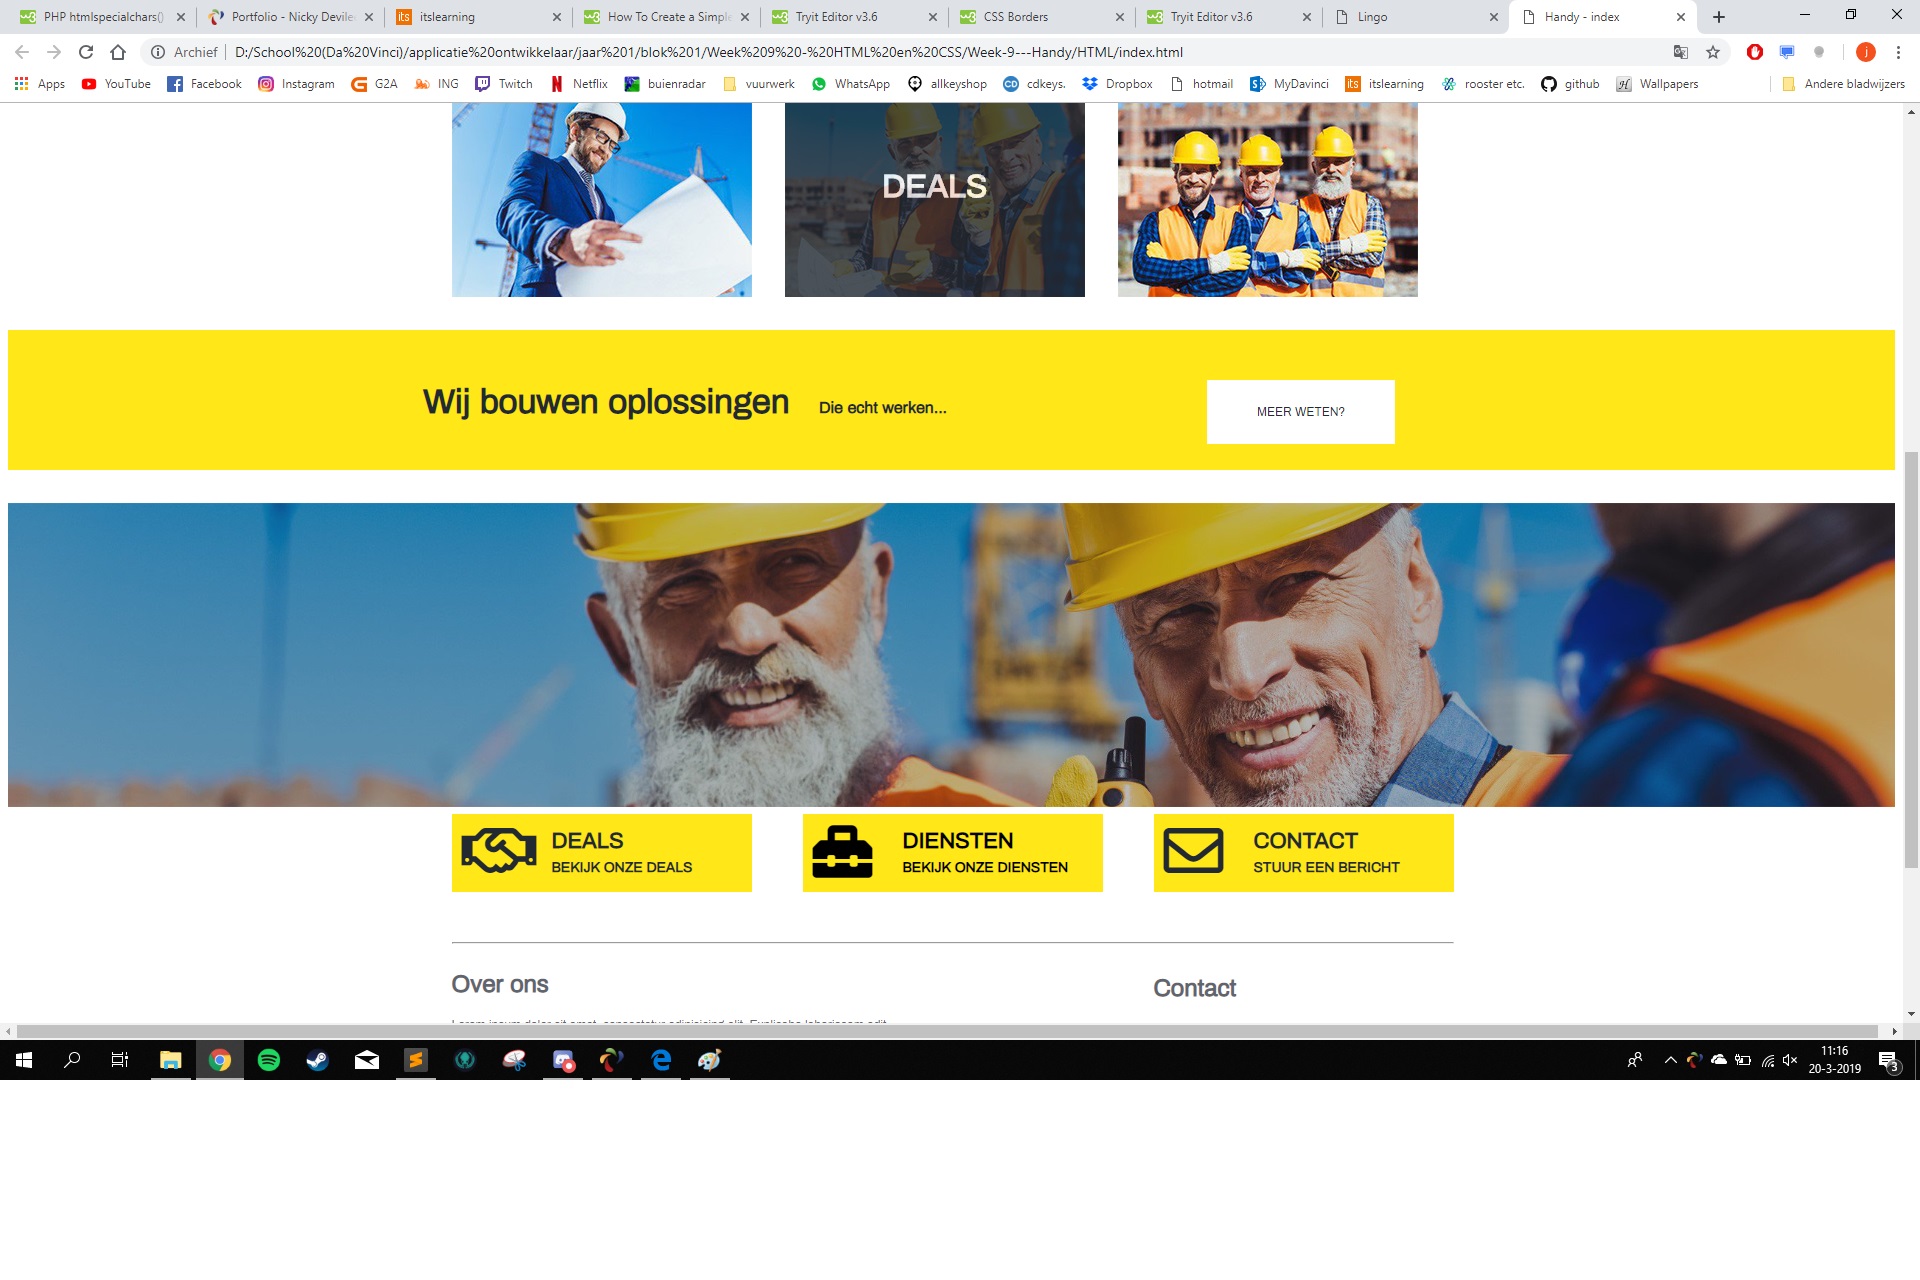 PHP htmlspecialchars()
Portfolio - Nicky Devile
itslearning
How To Create a Simple
Tryit Editor v3.6
CSS Borders
Tryit Editor v3.6
Lingo
Handy - index
Archief
D:/School%20(Da%20Vinci)/applicatie%20ontwikkelaar/jaar%201/blok%201/Week%209%20-%20HTML%20en%20CSS/Week-9---Handy/HTML/index.html
Apps YouTube Facebook Instagram G2A ING Twitch Netflix buienradar vuurwerk WhatsApp allkeyshop cdkeys. Dropbox hotmail MyDavinci itslearning rooster etc. github Wallpapers Andere bladwijzers
DEALS
Wij bouwen oplossingen Die echt werken...
MEER WETEN?
DEALS
BEKIJK ONZE DEALS
DIENSTEN
BEKIJK ONZE DIENSTEN
CONTACT
STUUR EEN BERICHT
Over ons
Contact
11:16
20-3-2019
3